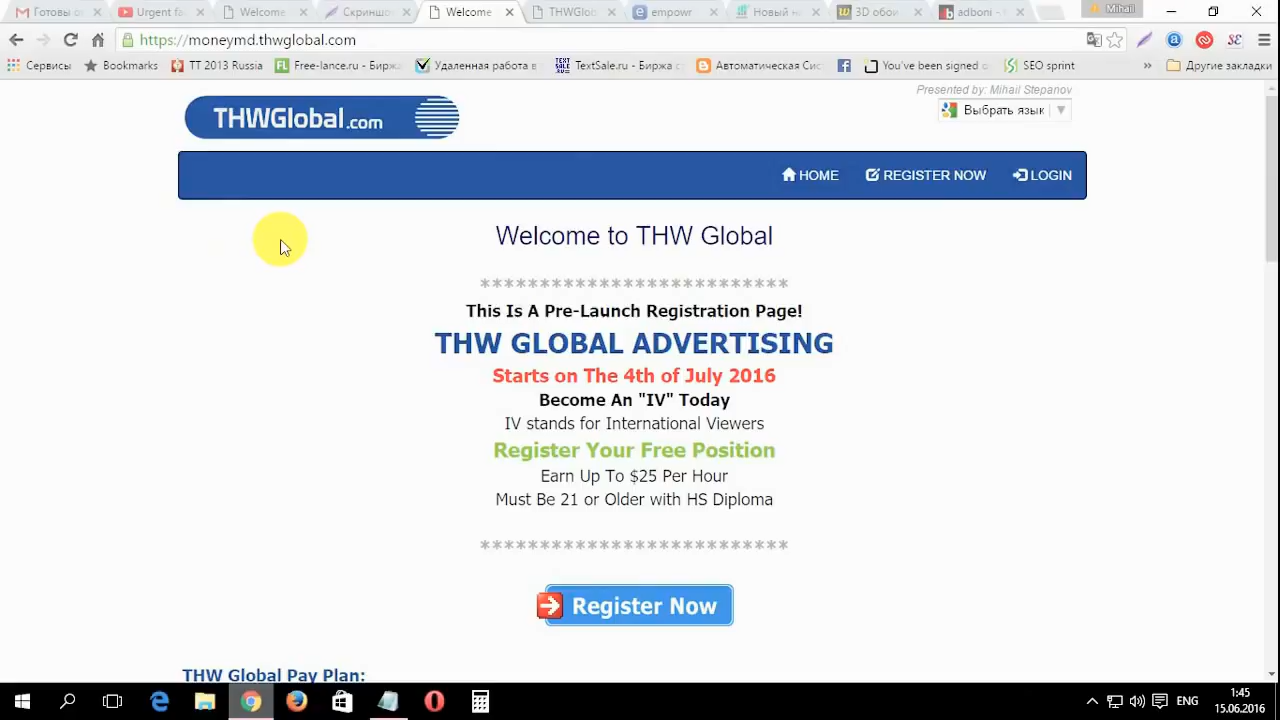 Готовы о
Urgent fa
Welcome
Скриншо
Welcome
THWGlo
empowr
Новый н
3D обои
adboni -
Mihail
https://moneymd.thwglobal.com
Сервисы
Bookmarks
TT 2013 Russia
Free-lance.ru - Биржа
Удаленная работа в
TextSale.ru - Биржа с
Автоматическая Сис
You've been signed o
SEO sprint
»
Другие закладки
Presented by: Mihail Stepanov
THWGlobal.com
Выбрать язык ▼
HOME
REGISTER NOW
LOGIN
Welcome to THW Global
**************************
This Is A Pre-Launch Registration Page!
THW GLOBAL ADVERTISING
Starts on The 4th of July 2016
Become An "IV" Today
IV stands for International Viewers
Register Your Free Position
Earn Up To $25 Per Hour
Must Be 21 or Older with HS Diploma
**************************
Register Now
THW Global Pay Plan:
ENG
1:45
15.06.2016